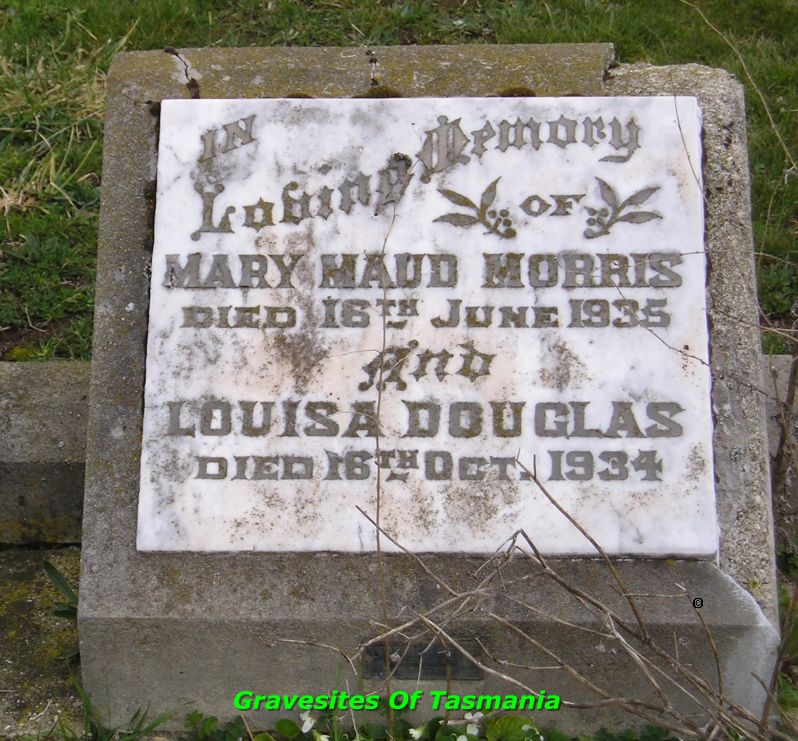 IN
Loving Memory
OF
MARY MAUD MORRIS
DIED 16TH JUNE 1935
And
LOUISA DOUGLAS
DIED 16TH OCT. 1934
©
Gravesites Of Tasmania